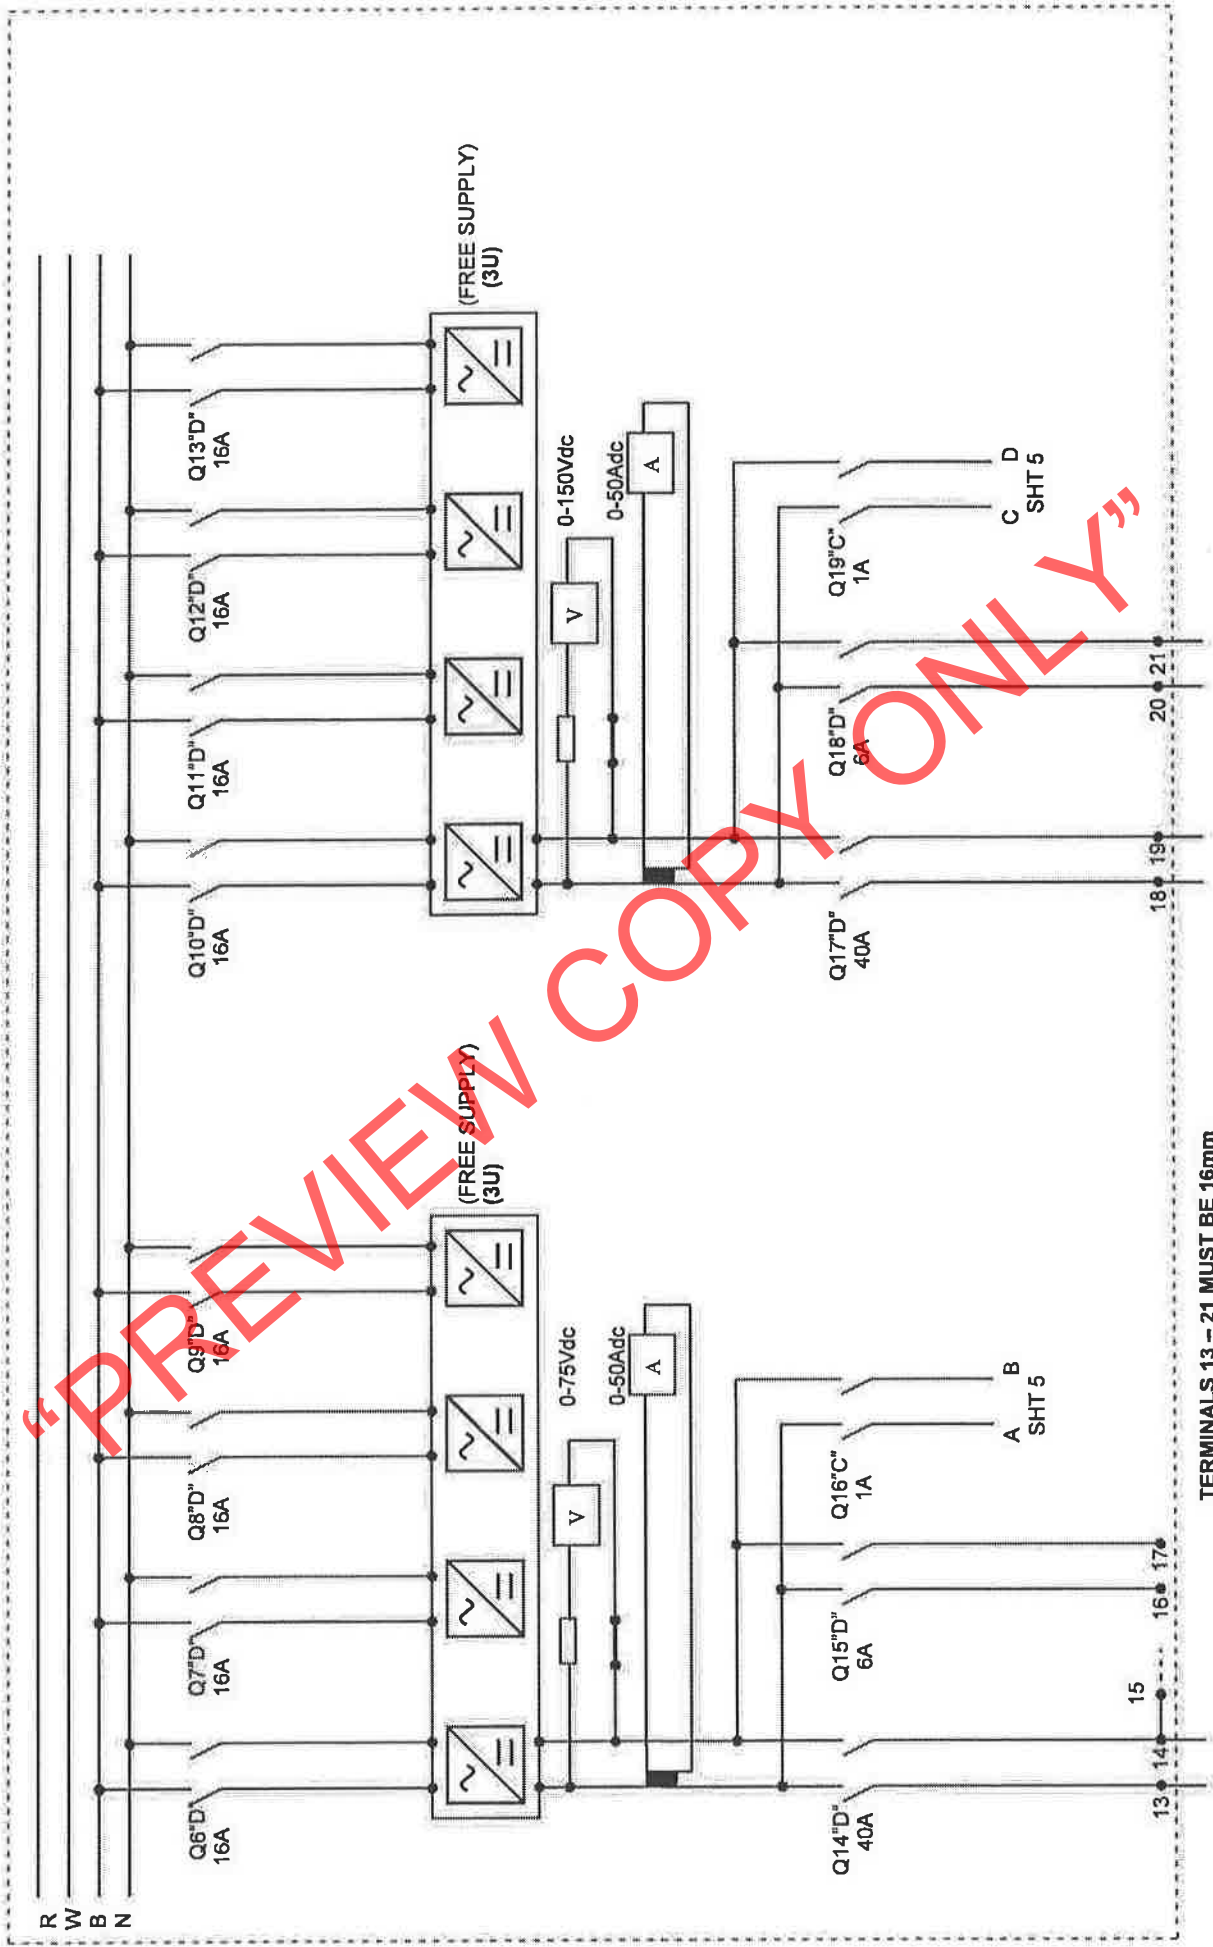 R
W
B
N
Q6"D"
16A
Q7"D"
16A
Q8"D"
16A
Q9"D"
16A
Q10"D"
16A
Q11"D"
16A
Q12"D"
16A
Q13"D"
16A
(FREE SUPPLY)
(3U)
(FREE SUPPLY)
(3U)
0-75Vdc
V
0-50Adc
A
0-150Vdc
V
0-50Adc
A
Q14"D"
40A
Q15"D"
6A
Q16"C"
1A
A B
SHT 5
Q17"D"
40A
Q18"D"
6A
Q19"C"
1A
C D
SHT 5
13 14 15 16 17
18 19 20 21
TERMINALS 13 – 21 MUST BE 16mm
"PREVIEW COPY ONLY"